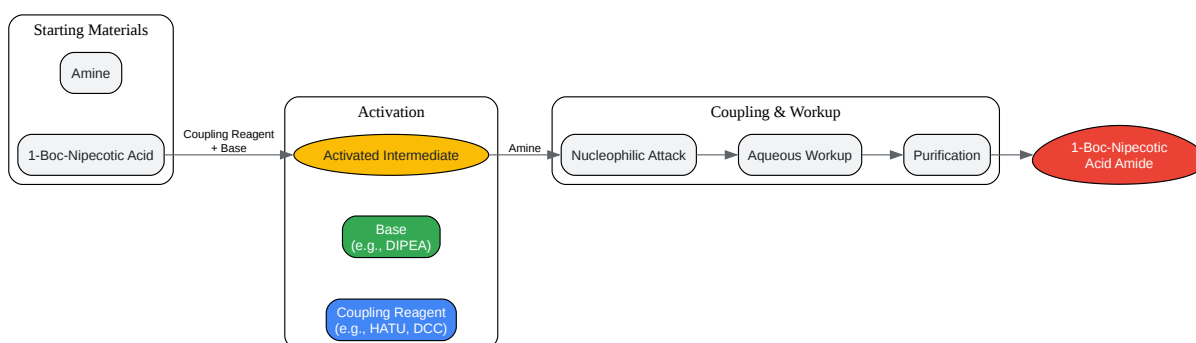 Starting Materials
Amine
1-Boc-Nipecotic Acid
Coupling Reagent
+ Base
Activation
Activated Intermediate
Base
(e.g., DIPEA)
Coupling Reagent
(e.g., HATU, DCC)
Amine
Coupling & Workup
Nucleophilic Attack
Aqueous Workup
Purification
1-Boc-Nipecotic
Acid Amide